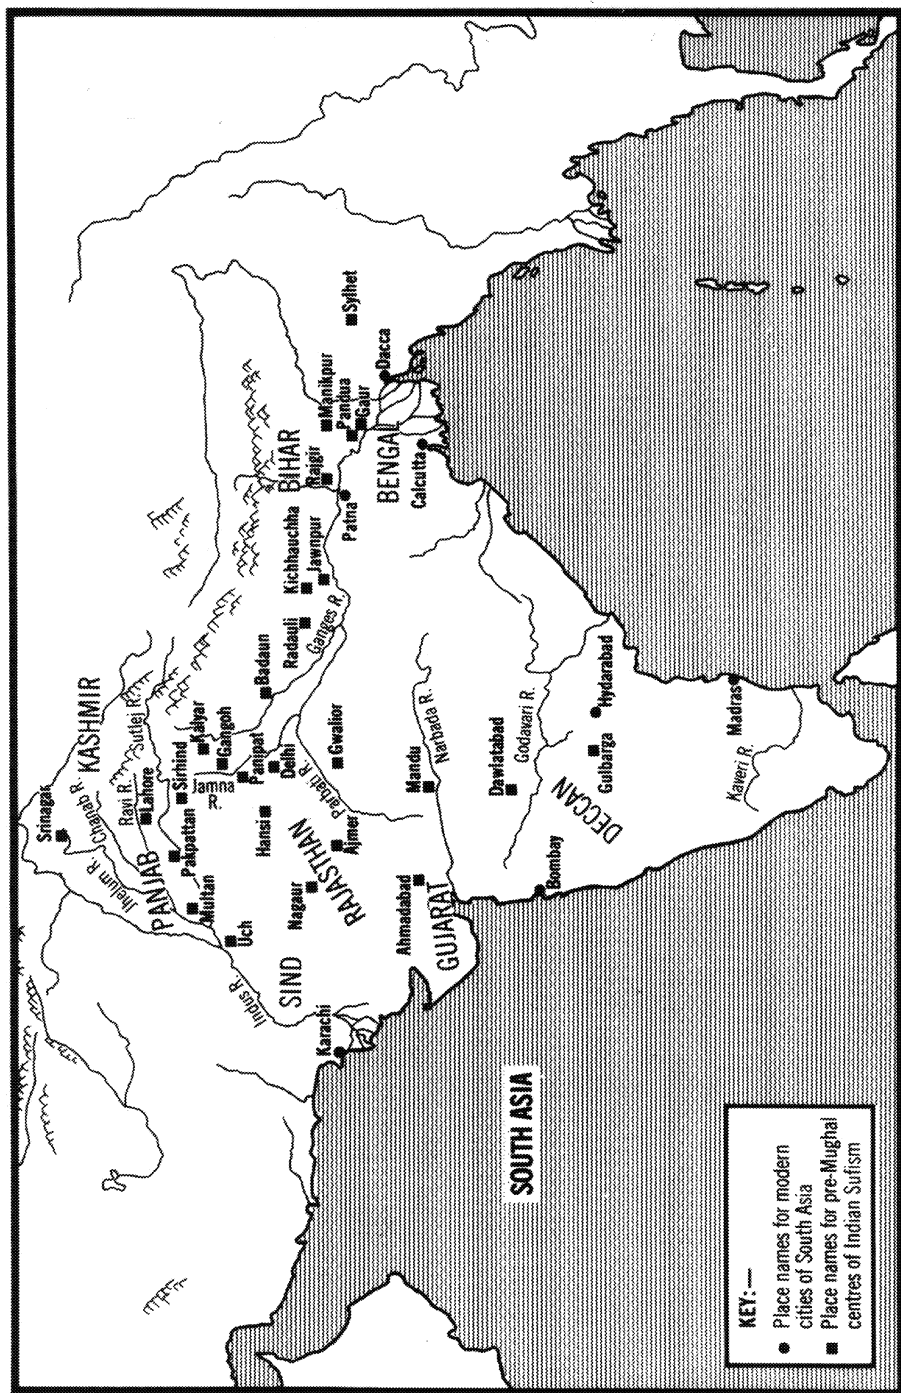 Srinagar
KASHMIR
Chanab R.
Jhelum R.
Ravi R.
Sutlej R.
Lahore
PANJAB
Pakpattan
Sirhind
Kalyar
Gangoh
Multan
Jamna
R.
Panipat
Uch
Delhi
Hansi
Badaun
Indus R.
SIND
Nagaur
RAJASTHAN
Ajmer
Parbati R.
Gwalior
Radauli
Ganges R.
Kichhauchha
Jawnpur
BIHAR
Rajgir
Patna
Manikpur
Pandua
Gaur
Sylhet
Dacca
BENGAL
Calcutta
Karachi
Ahmadabad
GUJARAT
Mandu
Narbada R.
Dawlatabad
Godavari R.
Bombay
DECCAN
Gulbarga
Hydarabad
Madras
Kaveri R.
SOUTH ASIA
KEY:—
● Place names for modern
cities of South Asia
■ Place names for pre-Mughal
centres of Indian Sufism